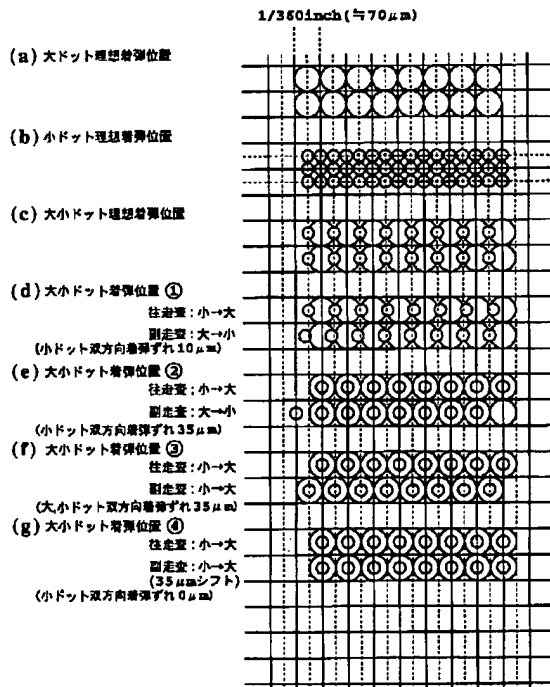 1/360inch(≒70μm)
(a) 大ドット理想着弾位置
(b) 小ドット理想着弾位置
(c) 大小ドット理想着弾位置
(d) 大小ドット着弾位置 ①
往走査:小→大
副走査:大→小
(小ドット双方向着弾ずれ10μm)
(e) 大小ドット着弾位置 ②
往走査:小→大
副走査:大→小
(小ドット双方向着弾ずれ35μm)
(f) 大小ドット着弾位置 ③
往走査:小→大
副走査:小→大
(大,小ドット双方向着弾ずれ35μm)
(g) 大小ドット着弾位置 ④
往走査:小→大
副走査:小→大
(35μmシフト)
(小ドット双方向着弾ずれ0μm)